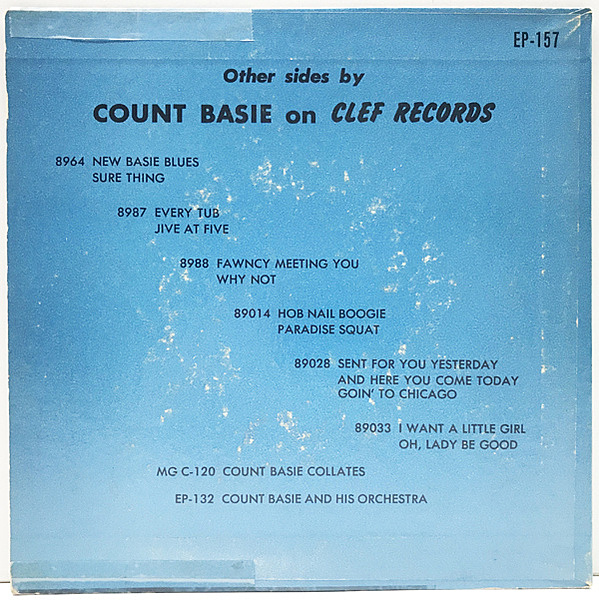 EP-157
Other sides by
COUNT BASIE on CLEF RECORDS
8964 NEW BASIE BLUES
SURE THING
8987 EVERY TUB
JIVE AT FIVE
8988 FAWNCY MEETING YOU
WHY NOT
89014 HOB NAIL BOOGIE
PARADISE SQUAT
89028 SENT FOR YOU YESTERDAY
AND HERE YOU COME TODAY
GOIN' TO CHICAGO
89033 I WANT A LITTLE GIRL
OH, LADY BE GOOD
MG C-120 COUNT BASIE COLLATES
EP-132 COUNT BASIE AND HIS ORCHESTRA